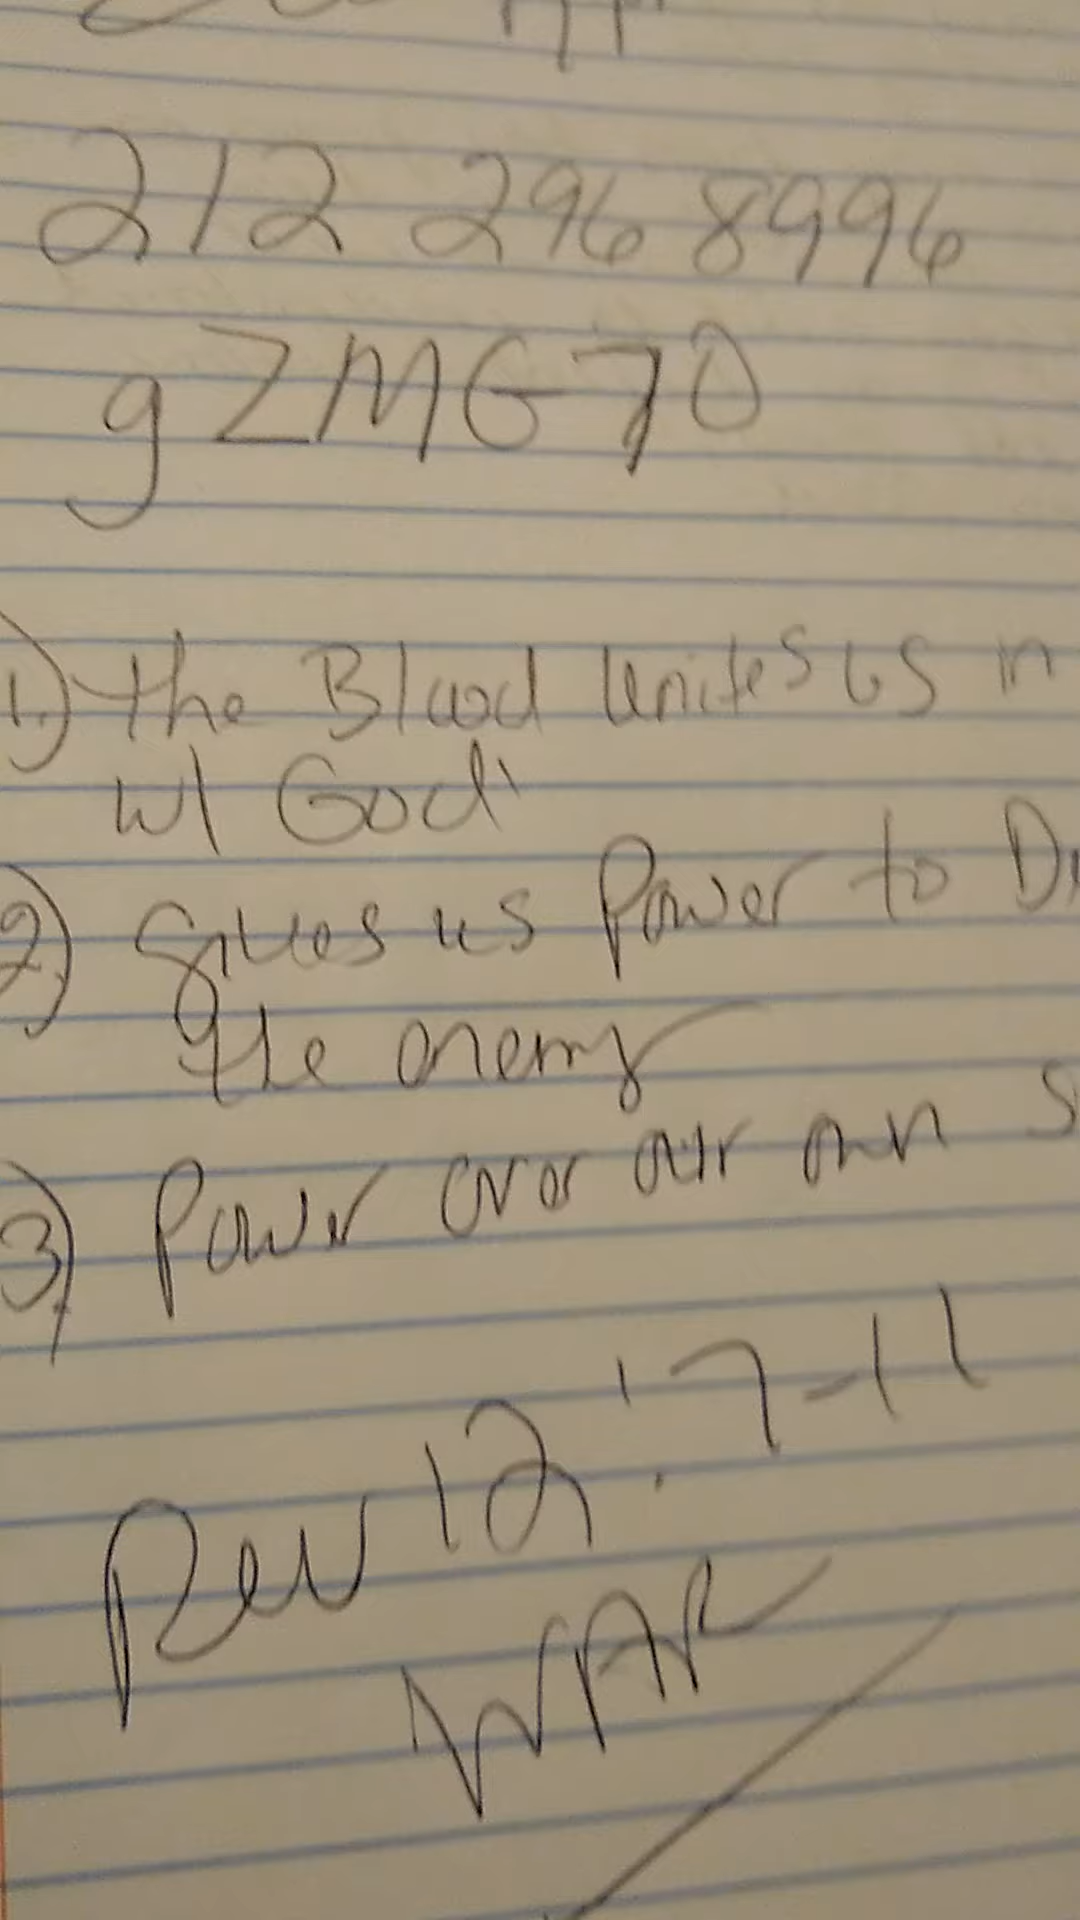 212 296 8996
gZMG70
1.) the Blood Unites us in
w/ God
2.) Gives us Power to
the enemy
3.) Power over our own
Rev 12:7-11
WAR